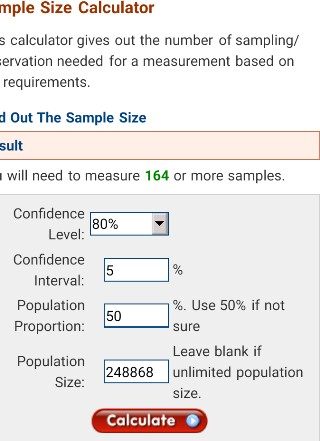 mple Size Calculator
s calculator gives out the number of sampling/
servation needed for a measurement based on
requirements.
d Out The Sample Size
sult
will need to measure 164 or more samples.
Confidence Level: 80%
Confidence Interval: 5 %
Population Proportion: 50 %. Use 50% if not sure
Population Size: 248868 Leave blank if unlimited population size.
Calculate